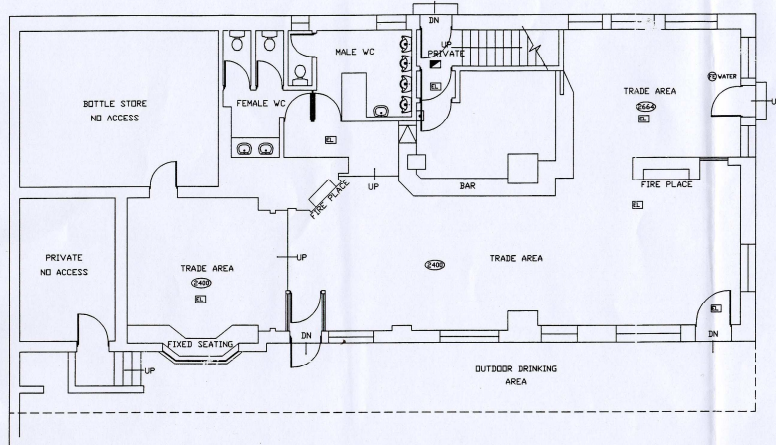 DN
UP
PRIVATE
EL
MALE WC
FEMALE WC
BOTTLE STORE
NO ACCESS
EL
UP
BAR
TRADE AREA
2664
EL
FE WATER
U
FIRE PLACE
FIRE PLACE
EL
PRIVATE
NO ACCESS
TRADE AREA
2400
EL
UP
2400
TRADE AREA
EL
FIXED SEATING
DN
DN
UP
OUTDOOR DRINKING
AREA